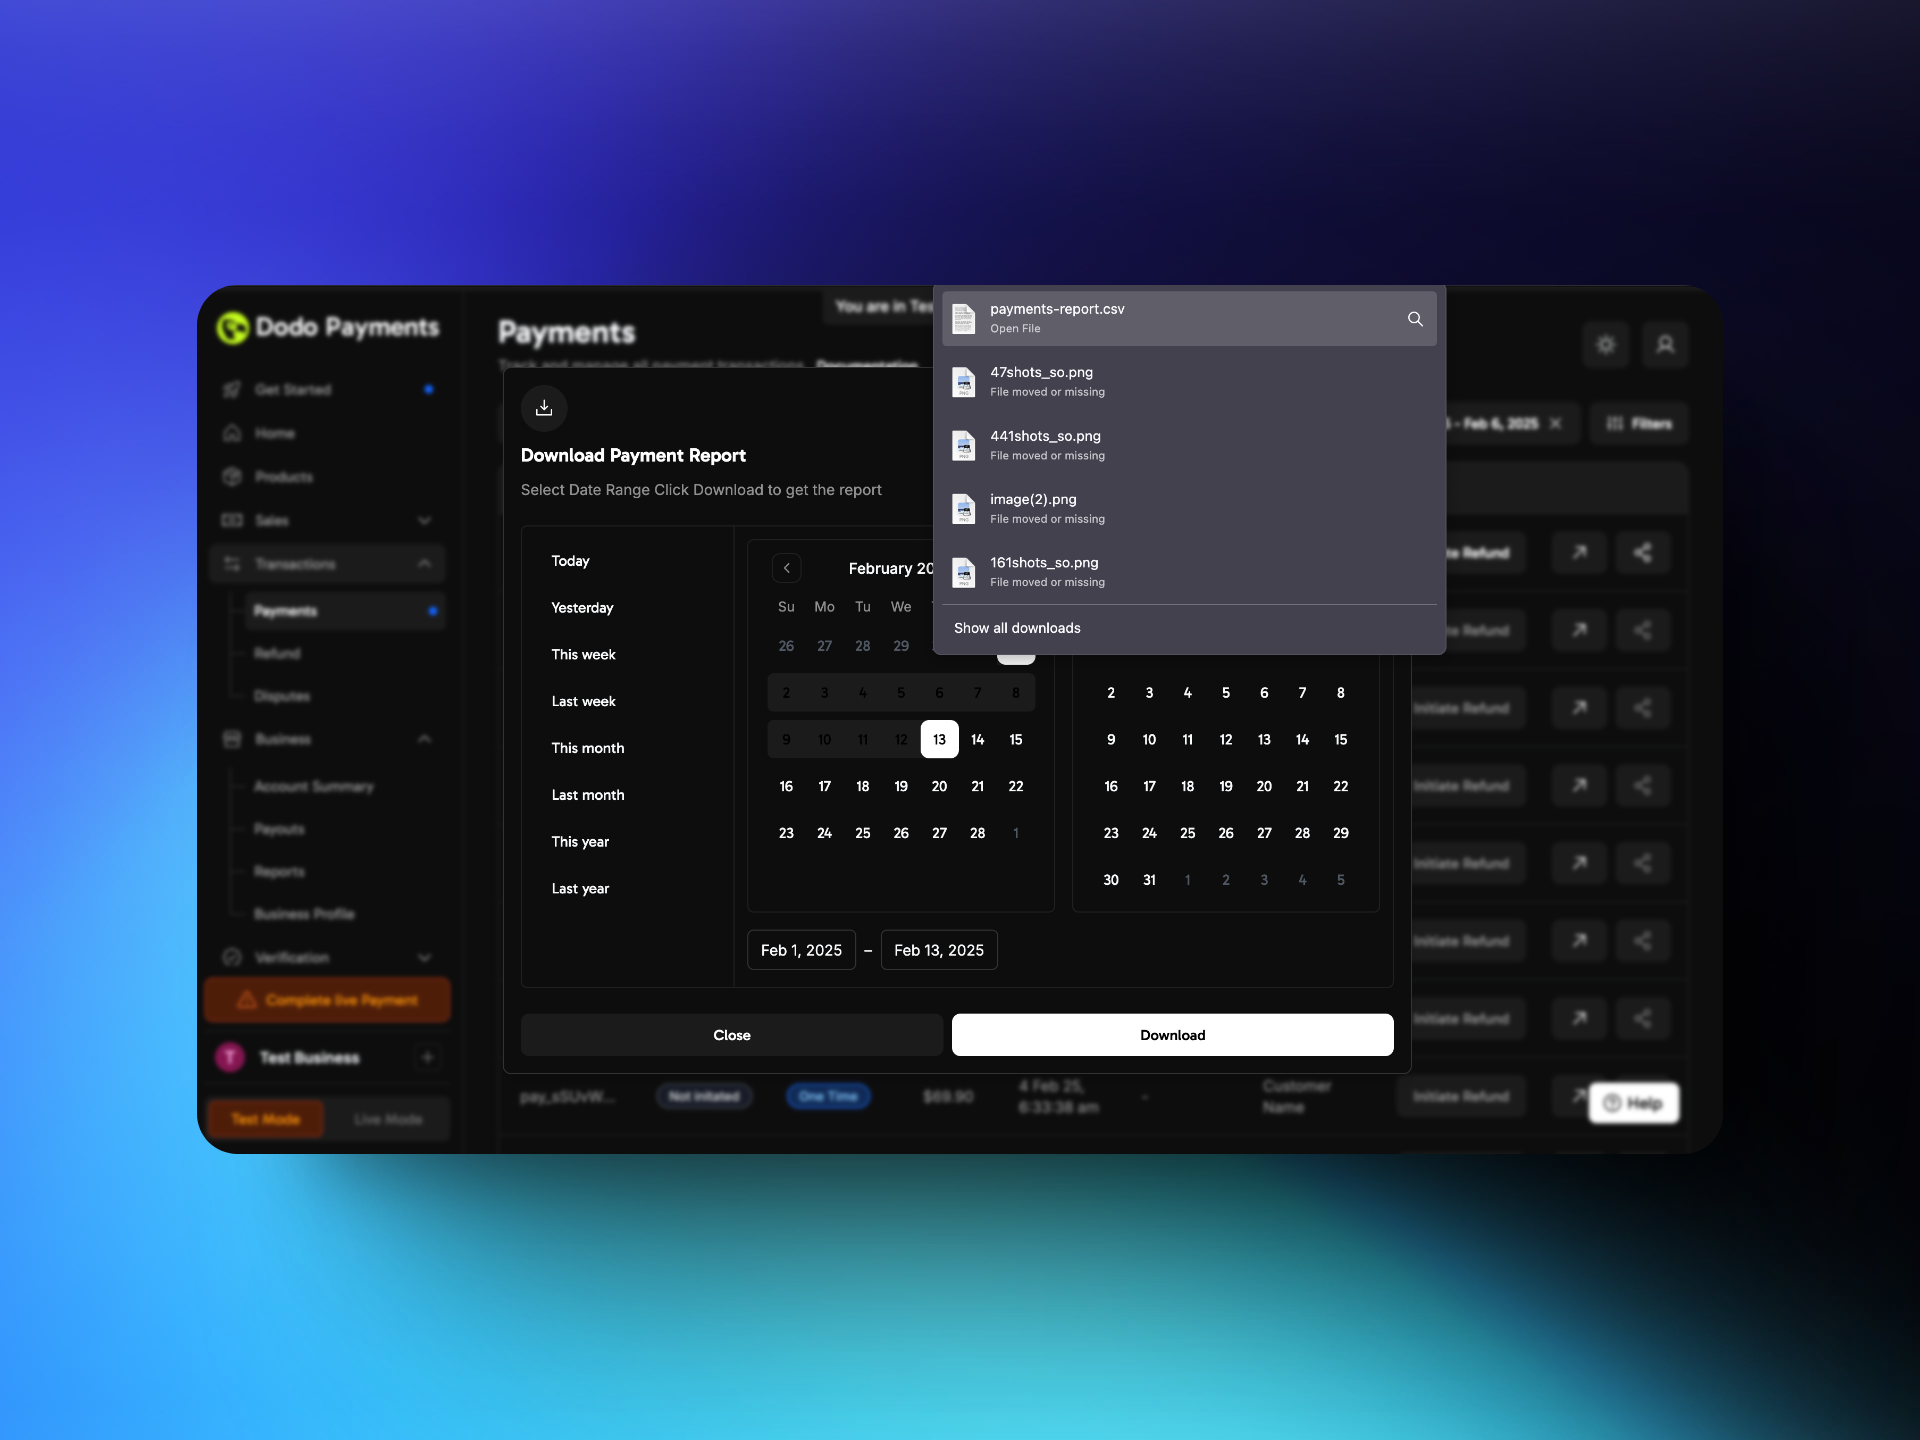 Dodo Payments
Get Started
Home
Products
Sales
Transactions
Payments
Refund
Disputes
Business
Account Summary
Payouts
Reports
Business Profile
Verification
Complete live Payment
T
Test Business
Test Mode
Live Mode
Payments
You are in
Track and manage all payment transactions. Documentation
- Feb 6, 2025
Filters
payments-report.csv
Open File
47shots_so.png
File moved or missing
441shots_so.png
File moved or missing
image(2).png
File moved or missing
161shots_so.png
File moved or missing
Show all downloads
Download Payment Report
Select Date Range Click Download to get the report
Today
Yesterday
This week
Last week
This month
Last month
This year
Last year
February 20
Su Mo Tu We
26 27 28 29
2 3 4 5 6 7 8
9 10 11 12 13 14 15
16 17 18 19 20 21 22
23 24 25 26 27 28 1
2 3 4 5 6 7 8
9 10 11 12 13 14 15
16 17 18 19 20 21 22
23 24 25 26 27 28 29
30 31 1 2 3 4 5
Feb 1, 2025 – Feb 13, 2025
Close
Download
Refund
Refund
Initiate Refund
Initiate Refund
Initiate Refund
Initiate Refund
Initiate Refund
pay_sSUvW...
Not initated
One Time
$69.90
4 Feb 25,
6:33:38 am
-
Customer
Name
Initiate Refund
Help